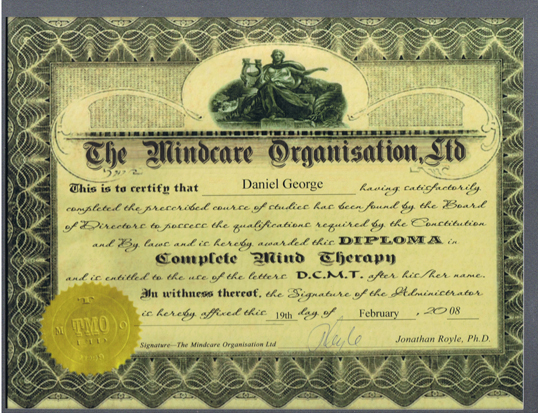 The Mindcare Organisation, Ltd
This is to certify that Daniel George having satisfactorily
completed the prescribed course of studies has been found by the Board
of Directors to possess the qualifications required by the Constitution
and By laws and is hereby awarded this DIPLOMA in
Complete Mind Therapy
and is entitled to the use of the letters D.C.M.T. after his/her name.
In witness thereof, the Signature of the Administrator
is hereby affixed this 19th day of February , 20 08
TMO
Signature—The Mindcare Organisation Ltd
Jonathan Royle, Ph.D.